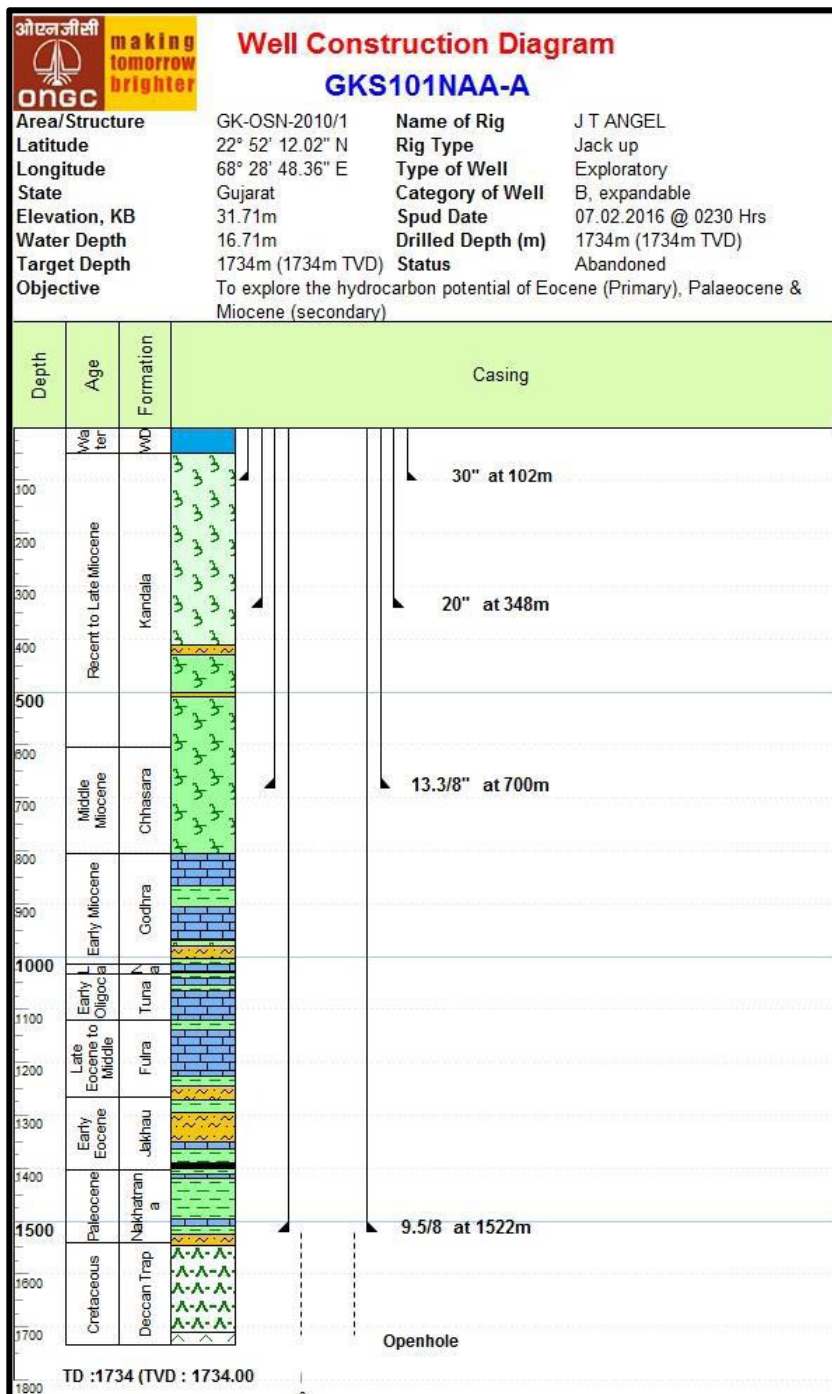 ओएनजीसी
ONGC
making
tomorrow
brighter
Well Construction Diagram
GKS101NAA-A
Area/Structure GK-OSN-2010/1 Name of Rig J T ANGEL
Latitude 22° 52' 12.02" N Rig Type Jack up
Longitude 68° 28' 48.36" E Type of Well Exploratory
State Gujarat Category of Well B, expandable
Elevation, KB 31.71m Spud Date 07.02.2016 @ 0230 Hrs
Water Depth 16.71m Drilled Depth (m) 1734m (1734m TVD)
Target Depth 1734m (1734m TVD) Status Abandoned
Objective To explore the hydrocarbon potential of Eocene (Primary), Palaeocene &
Miocene (secondary)
Depth Age Formation Casing
Wa
ter
WD
100
30" at 102m
200
300
20" at 348m
Recent to Late Miocene
Kandala
400
500
600
13.3/8" at 700m
700
Middle
Miocene
Chhasara
800
Early Miocene
Godhra
900
1000
L
a
N
a
Early
Oligoc
Tuna
1100
Late
Eocene to
Middle
Fulra
1200
1300
Early
Eocene
Jakhau
1400
Paleocene
Nakhatran
a
1500
9.5/8 at 1522m
1600
Cretaceous
Deccan Trap
1700
Openhole
TD :1734 (TVD : 1734.00
1800